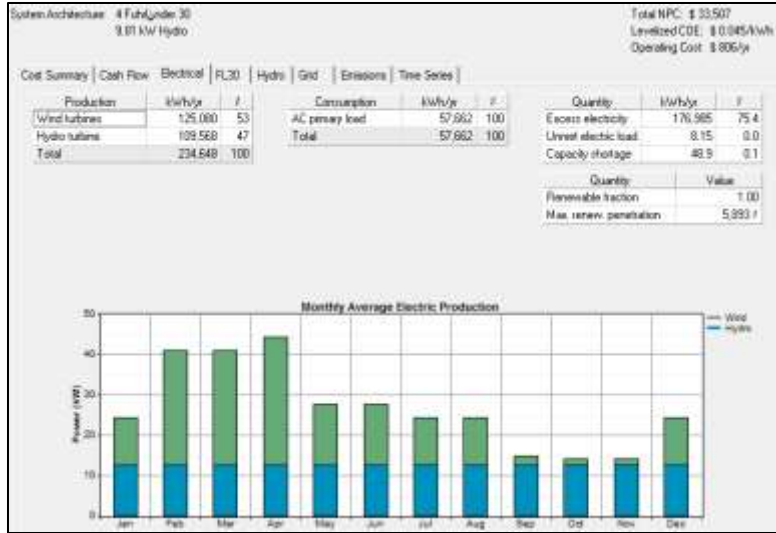 System Architecture: 4 Fuhrländer 30
9.81 kW Hydro
Total NPC: $ 33,507
Levelized COE: $ 0.045/kWh
Operating Cost: $ 806/yr
Cost Summary Cash Flow Electrical FL30 Hydro Grid Emissions Time Series
Production kWh/yr %
Wind turbines 125,080 53
Hydro turbine 109,568 47
Total 234,648 100
Consumption kWh/yr %
AC primary load 57,662 100
Total 57,662 100
Quantity kWh/yr %
Excess electricity 176,985 75.4
Unmet electric load 8.15 0.0
Capacity shortage 48.9 0.1
Quantity Value
Renewable fraction 1.00
Max. renew. penetration 5,893 %
Monthly Average Electric Production
Wind
Hydro
Power (kW)
50
40
30
20
10
0
Jan Feb Mar Apr May Jun Jul Aug Sep Oct Nov Dec